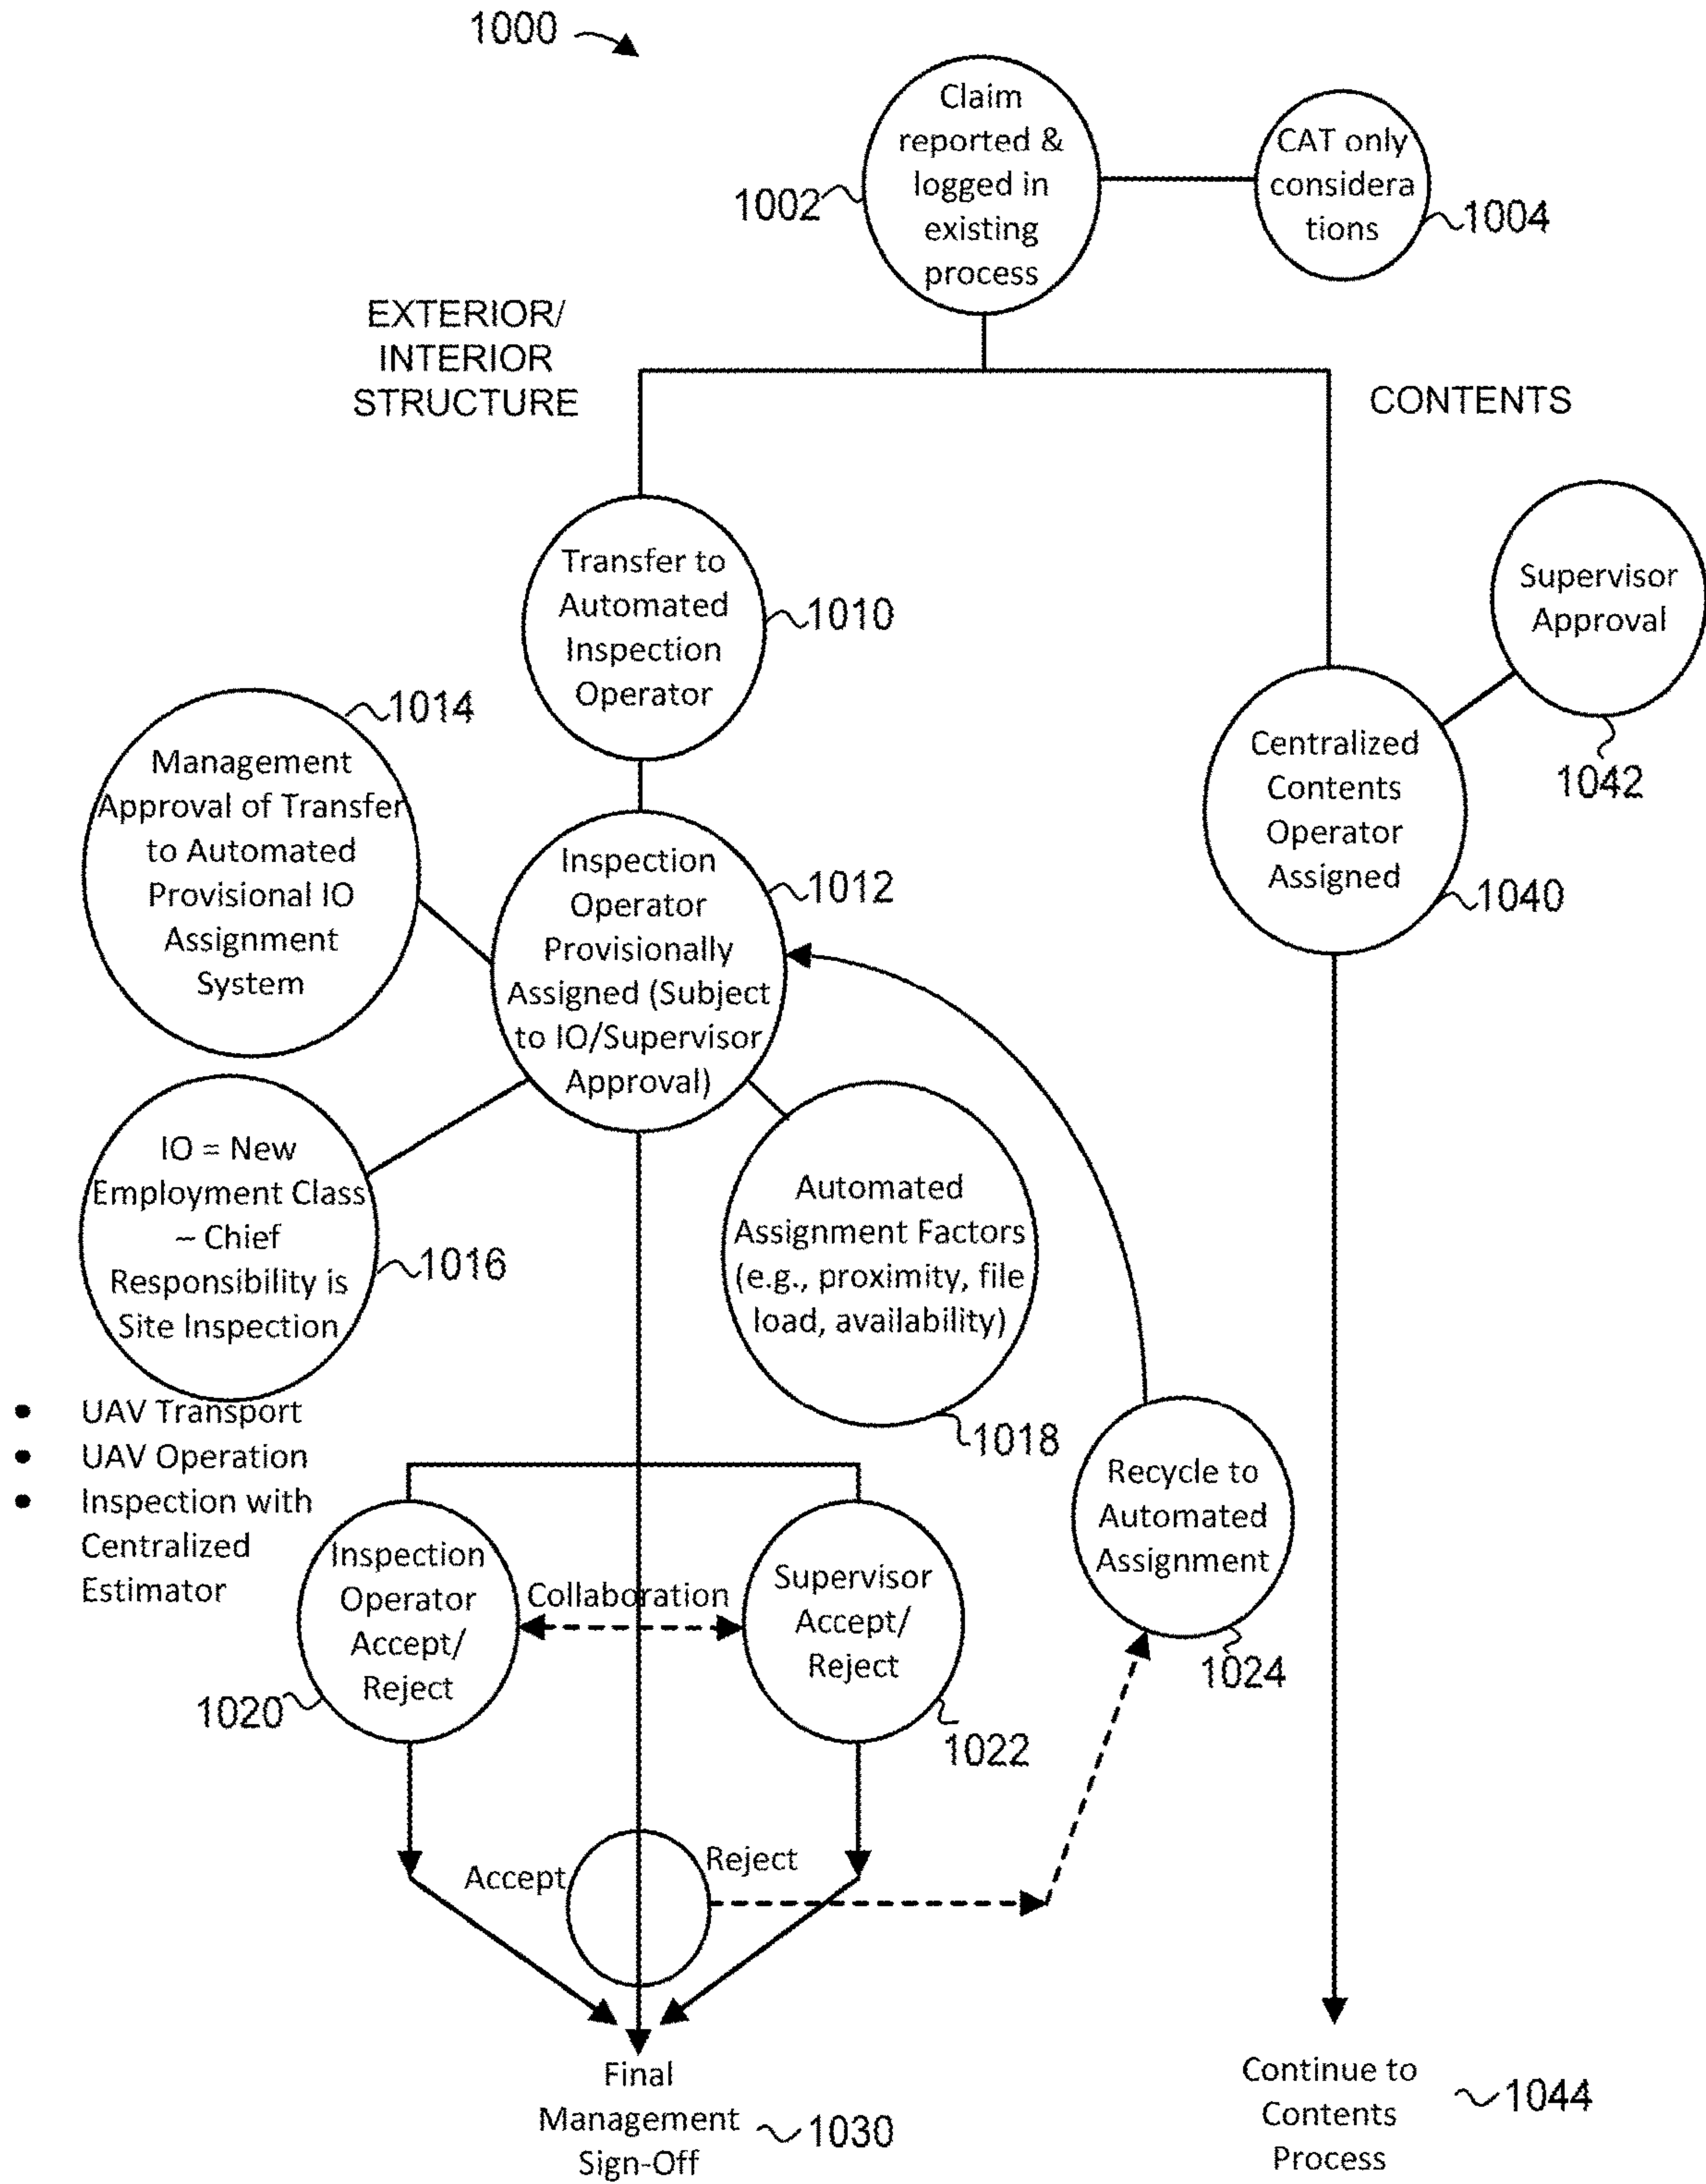 1000
Claim
reported &
logged in
existing
process
1002
CAT only
considera
tions
1004
EXTERIOR/
INTERIOR
STRUCTURE
CONTENTS
Transfer to
Automated
Inspection
Operator
1010
Supervisor
Approval
1042
1014
Management
Approval of Transfer
to Automated
Provisional IO
Assignment
System
Inspection
Operator
Provisionally
Assigned (Subject
to IO/Supervisor
Approval)
1012
Centralized
Contents
Operator
Assigned
1040
IO = New
Employment Class
– Chief
Responsibility is
Site Inspection
1016
Automated
Assignment Factors
(e.g., proximity, file
load, availability)
1018
• UAV Transport
• UAV Operation
• Inspection with
Centralized
Estimator
Inspection
Operator
Accept/
Reject
1020
Collaboration
Supervisor
Accept/
Reject
1022
Recycle to
Automated
Assignment
1024
Accept
Reject
Final
Management
Sign-Off
1030
Continue to
Contents
Process
1044